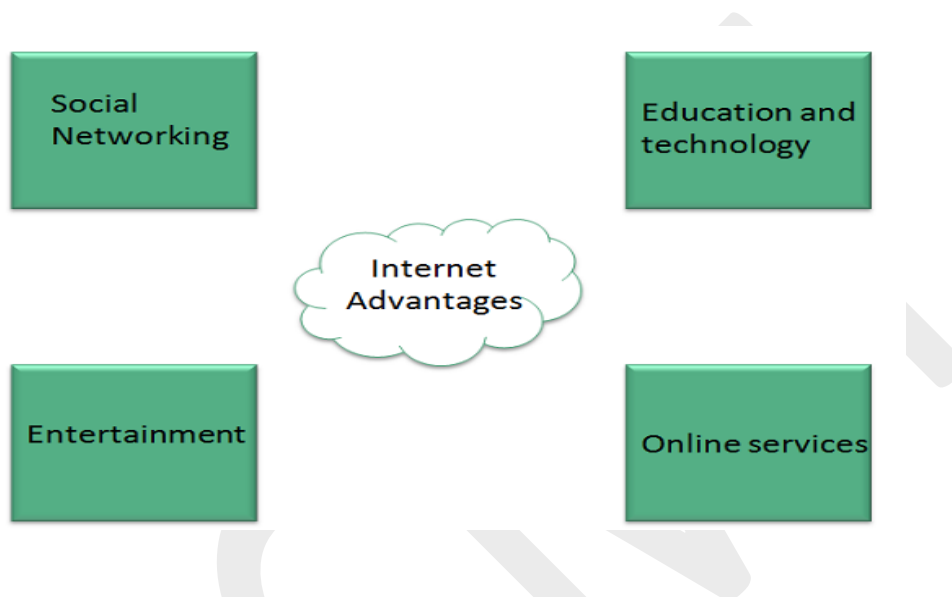 Social
Networking
Education and
technology
Internet
Advantages
Entertainment
Online services